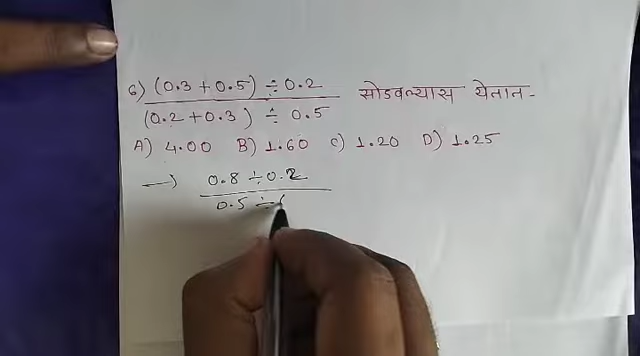 6) (0.3 + 0.5) ÷ 0.2 सोडवल्यास येतात -
(0.2 + 0.3) ÷ 0.5
A) 4.00 B) 1.60 C) 1.20 D) 1.25
→ 0.8 ÷ 0.2
0.5 ÷